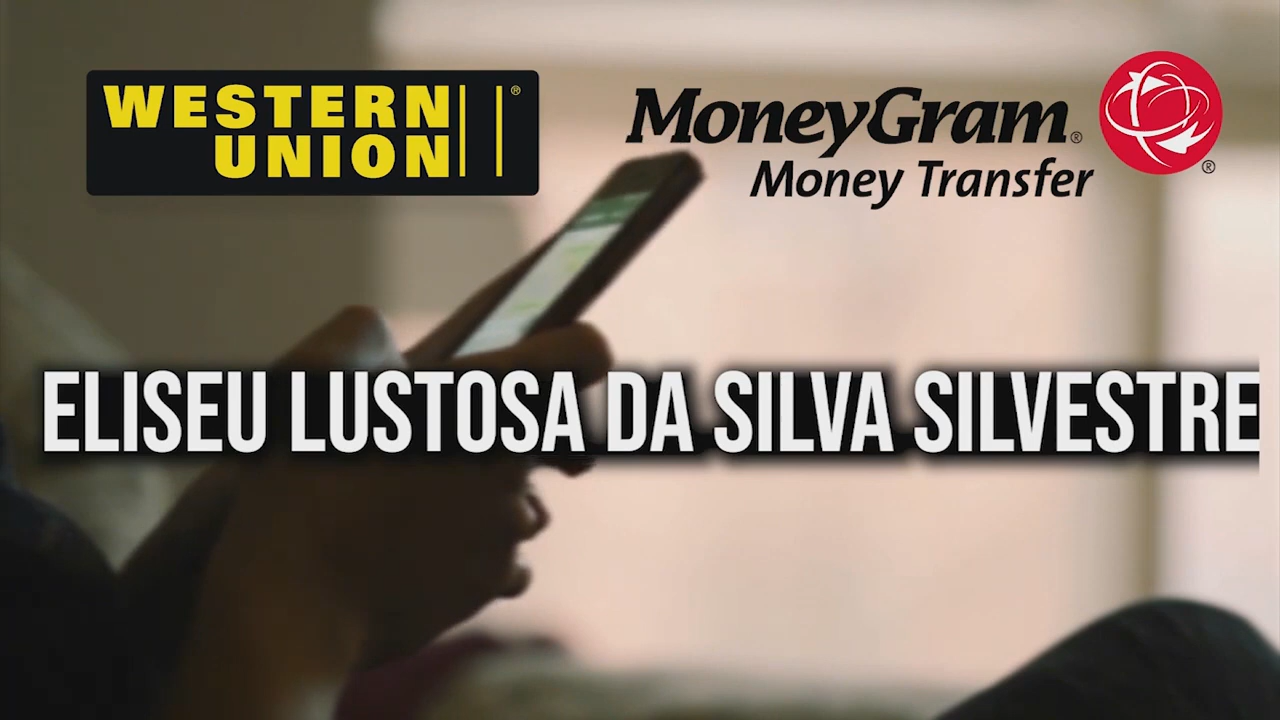 WESTERN
UNION ®
MoneyGram®
Money Transfer ®
ELISEU LUSTOSA DA SILVA SILVESTRE